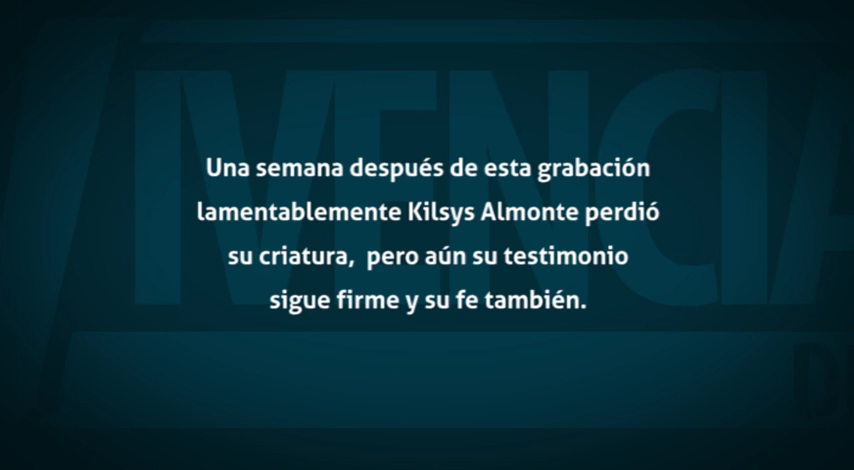 VIVENCIA
Una semana después de esta grabación
lamentablemente Kilsys Almonte perdió
su criatura,  pero aún su testimonio
sigue firme y su fe también.
D